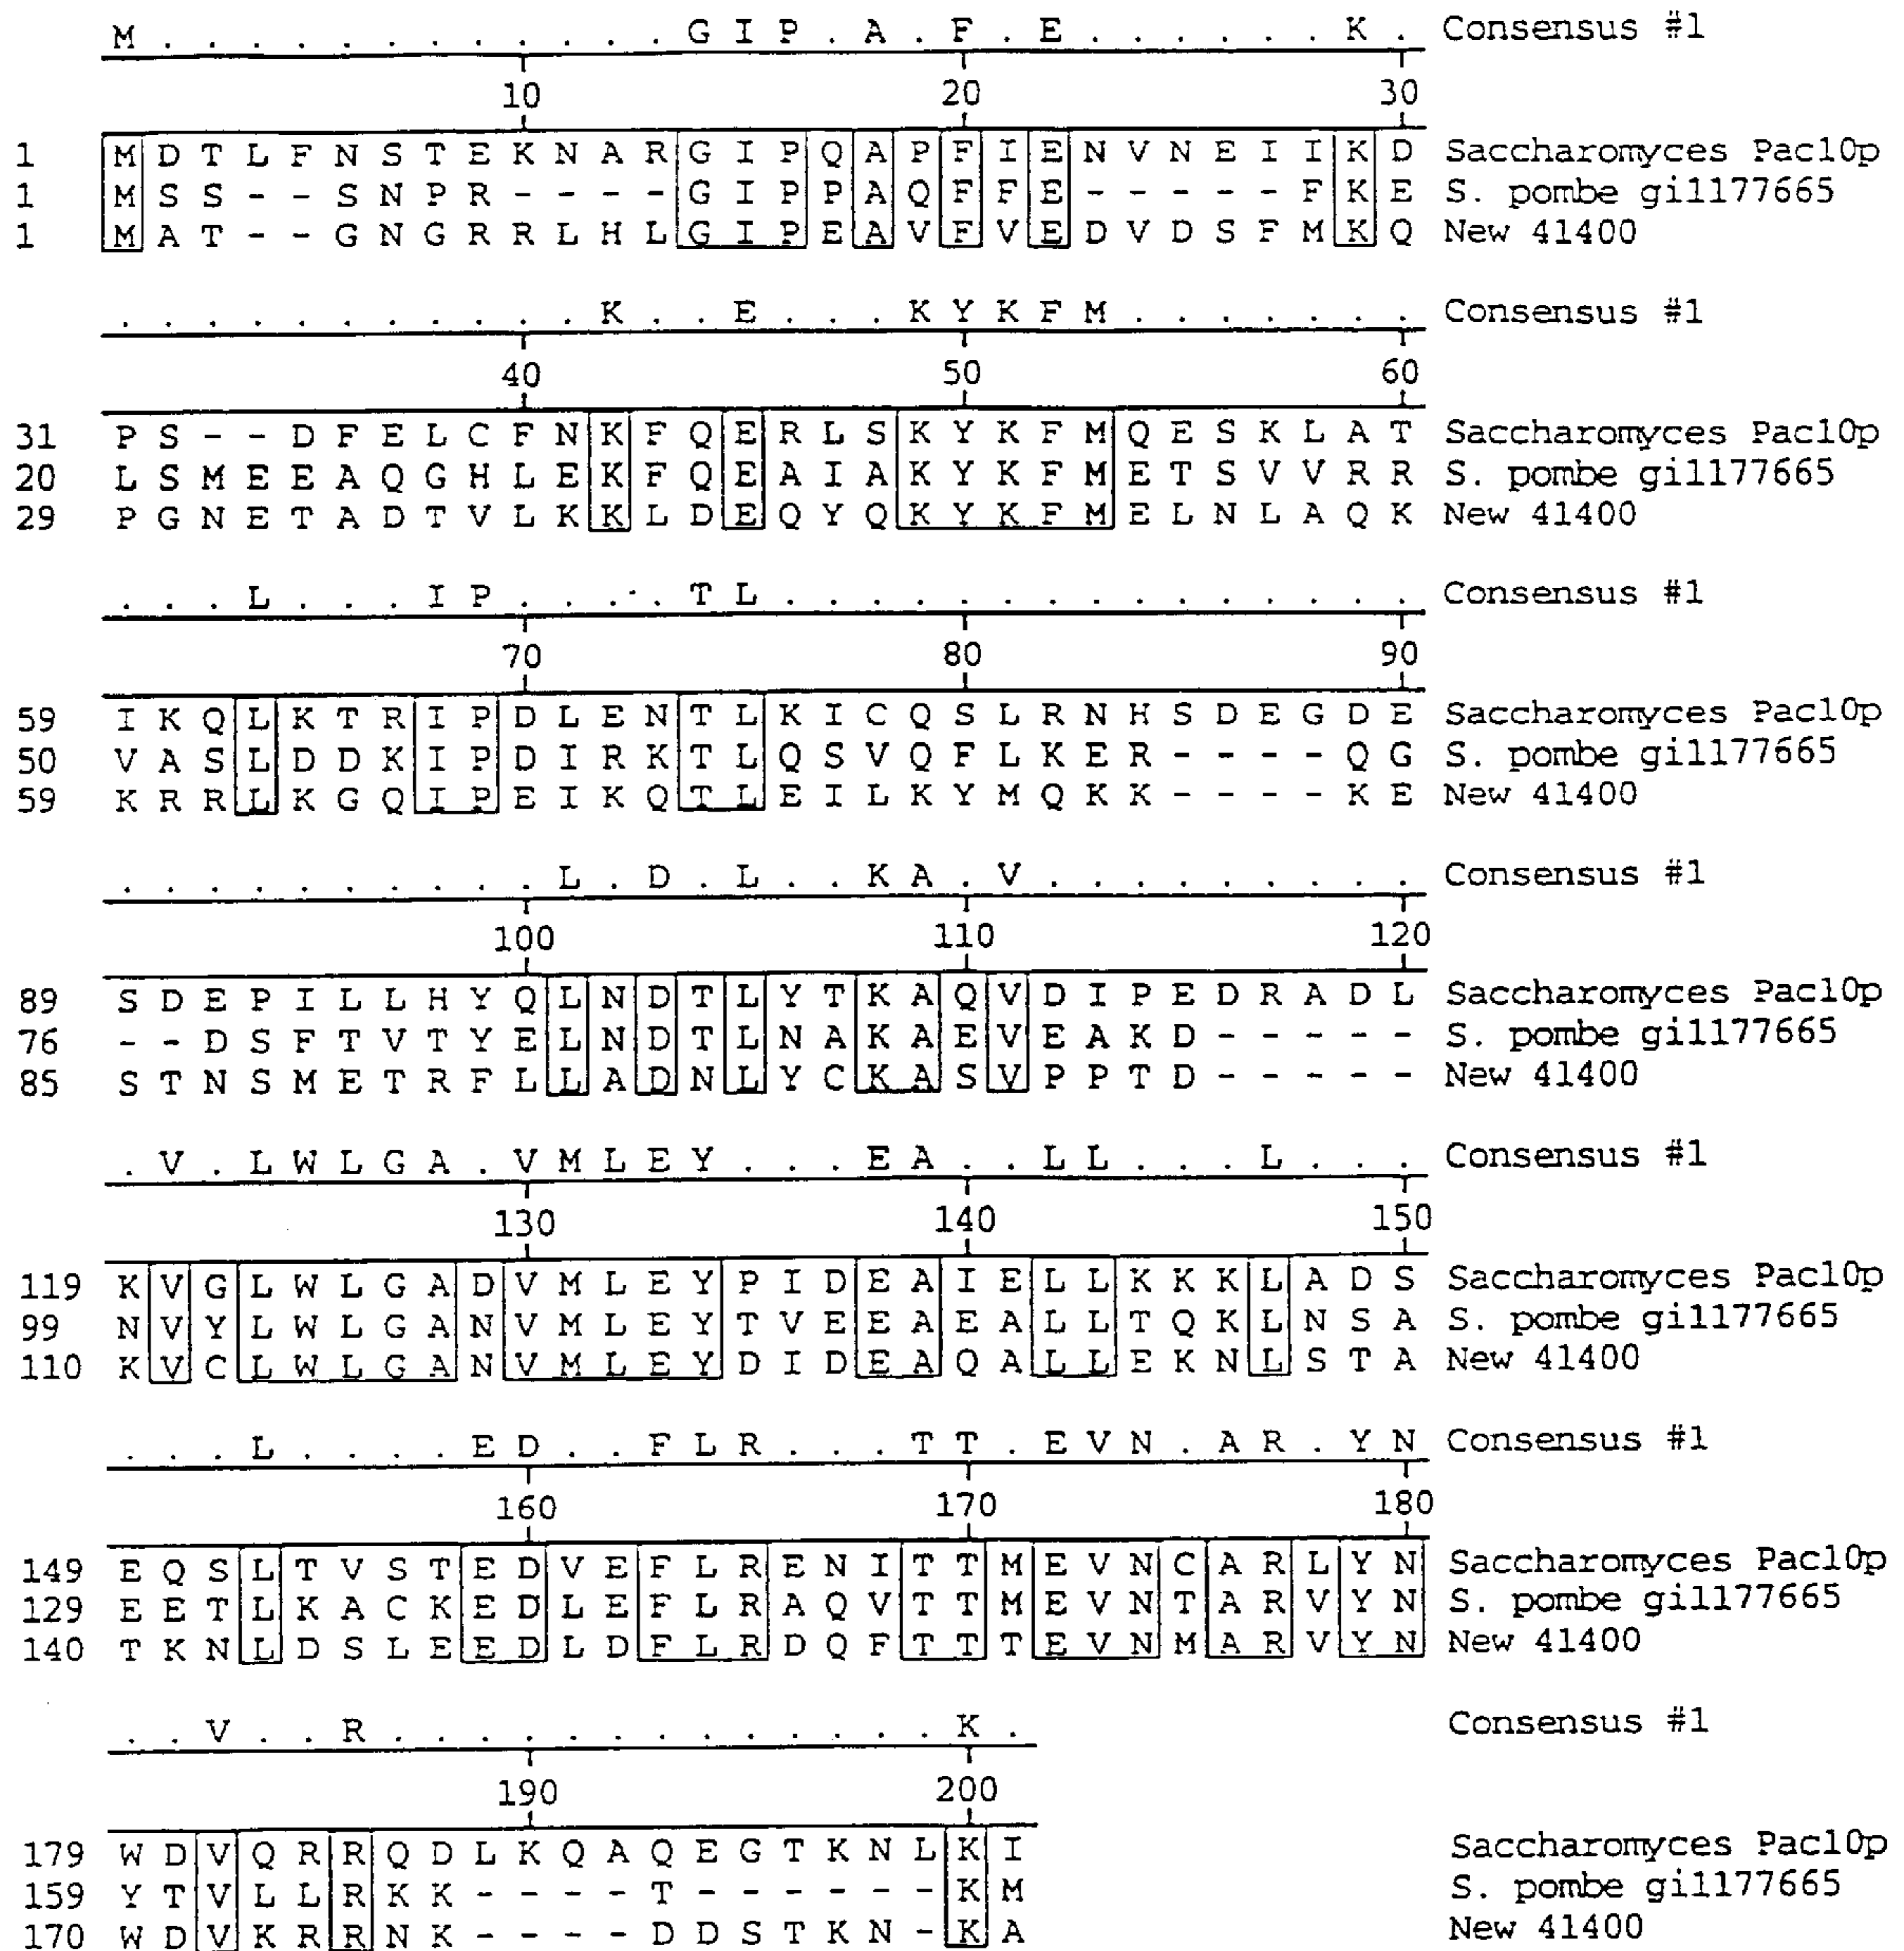 M . . . . . . . . . . . . G I P . A . F . E . . . . . . K . Consensus #1
10 20 30
1 M D T L F N S T E K N A R G I P Q A P F I E N V N E I I K D Saccharomyces Pac10p
1 M S S - - S N P R - - - - G I P P A Q F F E - - - - - F K E S. pombe gi1177665
1 M A T - - G N G R R L H L G I P E A V F V E D V D S F M K Q New 41400
. . . . . . . . . . . K . . E . . . K Y K F M . . . . . . . Consensus #1
40 50 60
31 P S - - D F E L C F N K F Q E R L S K Y K F M Q E S K L A T Saccharomyces Pac10p
20 L S M E E A Q G H L E K F Q E A I A K Y K F M E T S V V R R S. pombe gi1177665
29 P G N E T A D T V L K K L D E Q Y Q K Y K F M E L N L A Q K New 41400
. . . L . . . I P . . . . T L . . . . . . . . . . . . . . . Consensus #1
70 80 90
59 I K Q L K T R I P D L E N T L K I C Q S L R N H S D E G D E Saccharomyces Pac10p
50 V A S L D D K I P D I R K T L Q S V Q F L K E R - - - - Q G S. pombe gi1177665
59 K R R L K G Q I P E I K Q T L E I L K Y M Q K K - - - - K E New 41400
. . . . . . . . . . L . D . L . . K A . V . . . . . . . . . Consensus #1
100 110 120
89 S D E P I L L H Y Q L N D T L Y T K A Q V D I P E D R A D L Saccharomyces Pac10p
76 - - D S F T V T Y E L N D T L N A K A E V E A K D - - - - - S. pombe gi1177665
85 S T N S M E T R F L L A D N L Y C K A S V P P T D - - - - - New 41400
. V . L W L G A . V M L E Y . . . E A . . L L . . . L . . . Consensus #1
130 140 150
119 K V G L W L G A D V M L E Y P I D E A I E L L K K K L A D S Saccharomyces Pac10p
99 N V Y L W L G A N V M L E Y T V E E A E A L L T Q K L N S A S. pombe gi1177665
110 K V C L W L G A N V M L E Y D I D E A Q A L L E K N L S T A New 41400
. . . L . . . . E D . . F L R . . . T T . E V N . A R . Y N Consensus #1
160 170 180
149 E Q S L T V S T E D V E F L R E N I T T M E V N C A R L Y N Saccharomyces Pac10p
129 E E T L K A C K E D L E F L R A Q V T T M E V N T A R V Y N S. pombe gi1177665
140 T K N L D S L E E D L D F L R D Q F T T T E V N M A R V Y N New 41400
. . V . . R . . . . . . . . . . . . . K . Consensus #1
190 200
179 W D V Q R R Q D L K Q A Q E G T K N L K I Saccharomyces Pac10p
159 Y T V L L R K K - - - - T - - - - - - K M S. pombe gi1177665
170 W D V K R R N K - - - - D D S T K N - K A New 41400